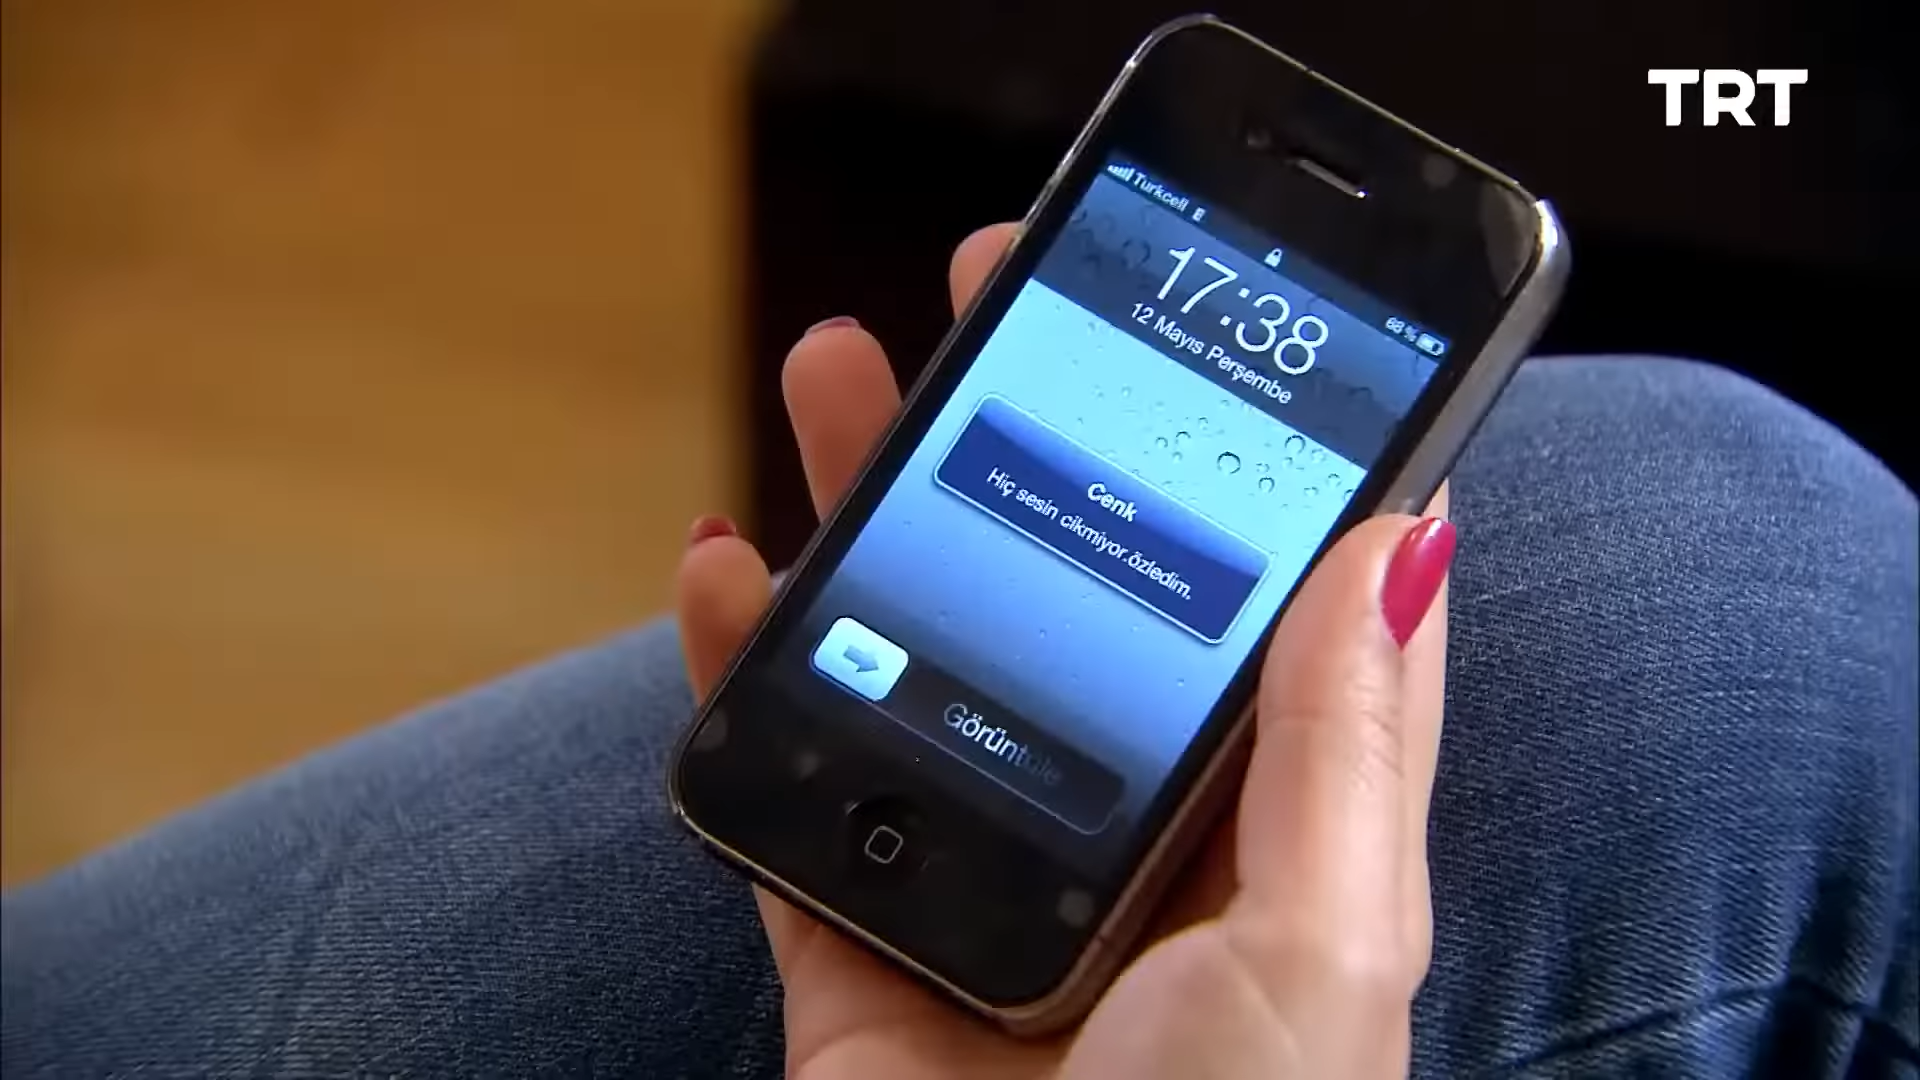 TRT
Turkcell E
68 %
17:38
12 Mayıs Perşembe
Cenk
Hiç sesin cikmiyor.özledim.
Görüntüle